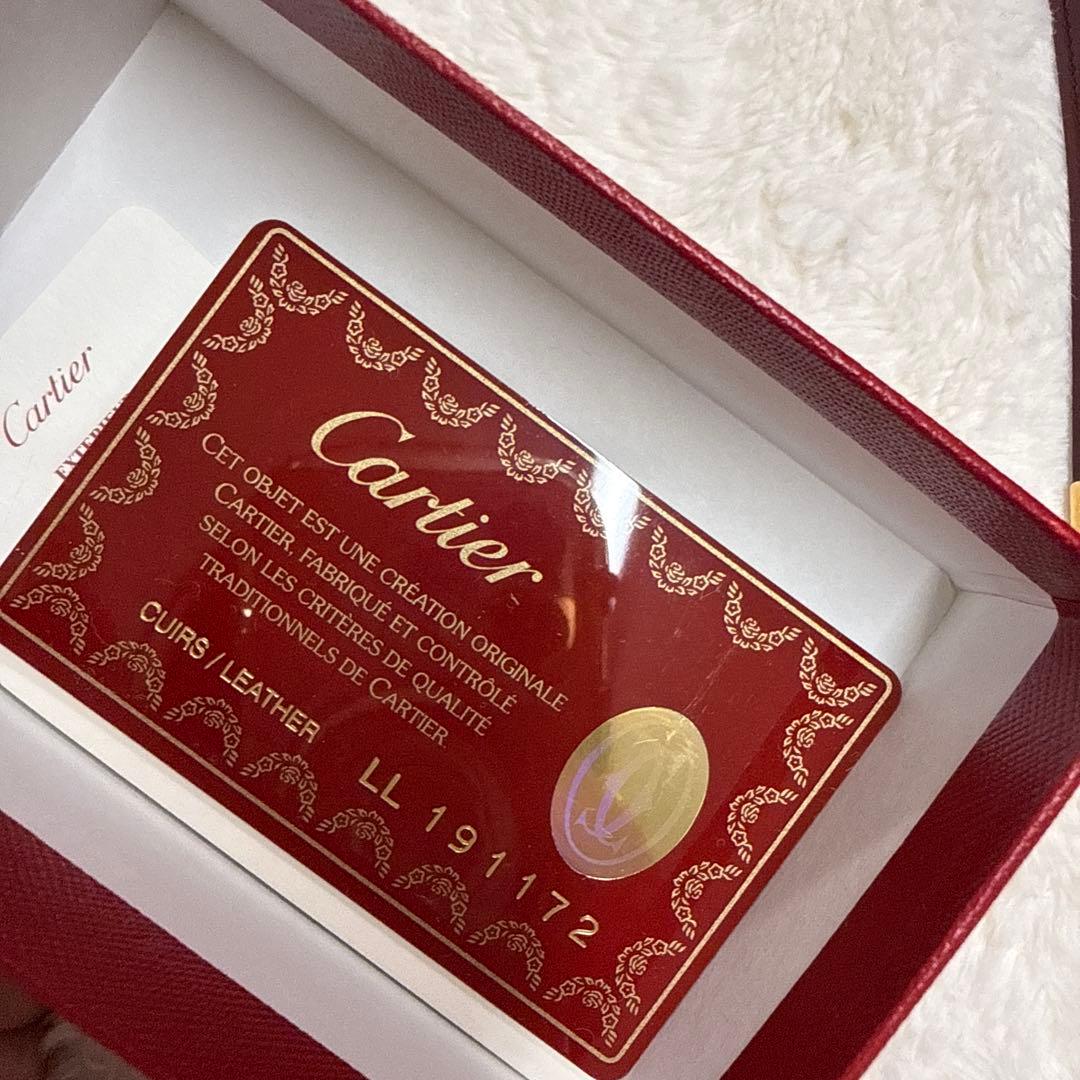 Cartier
Cartier
CET OBJET EST UNE CRÉATION ORIGINALE
CARTIER, FABRIQUÉ ET CONTRÔLÉ
SELON LES CRITÈRES DE QUALITÉ
TRADITIONNELS DE CARTIER
CUIRS / LEATHER
LL 191172